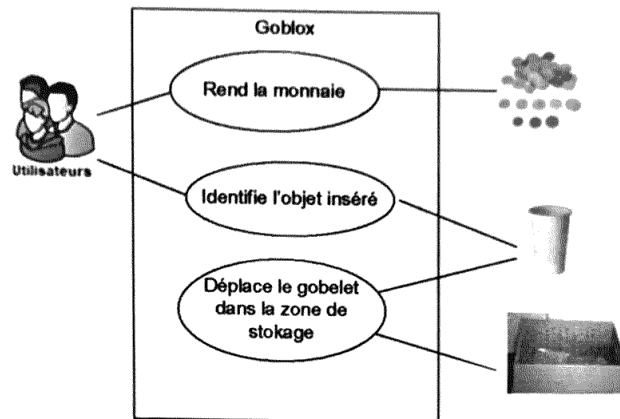 Goblox
Rend la monnaie
Utilisateurs
Identifie l'objet inséré
Déplace le gobelet
dans la zone de
stokage